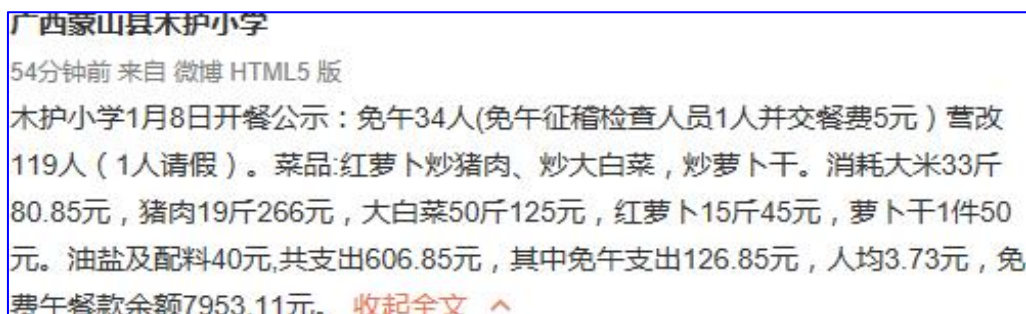 广西蒙山县木护小学
54分钟前 来自 微博 HTML5 版
木护小学1月8日开餐公示：免午34人(免午征稽检查人员1人并交餐费5元）营改
119人（1人请假）。菜品:红萝卜炒猪肉、炒大白菜，炒萝卜干。消耗大米33斤
80.85元，猪肉19斤266元，大白菜50斤125元，红萝卜15斤45元，萝卜干1件50
元。油盐及配料40元,共支出606.85元，其中免午支出126.85元，人均3.73元，免
费午餐款余额7953.11元。 收起全文